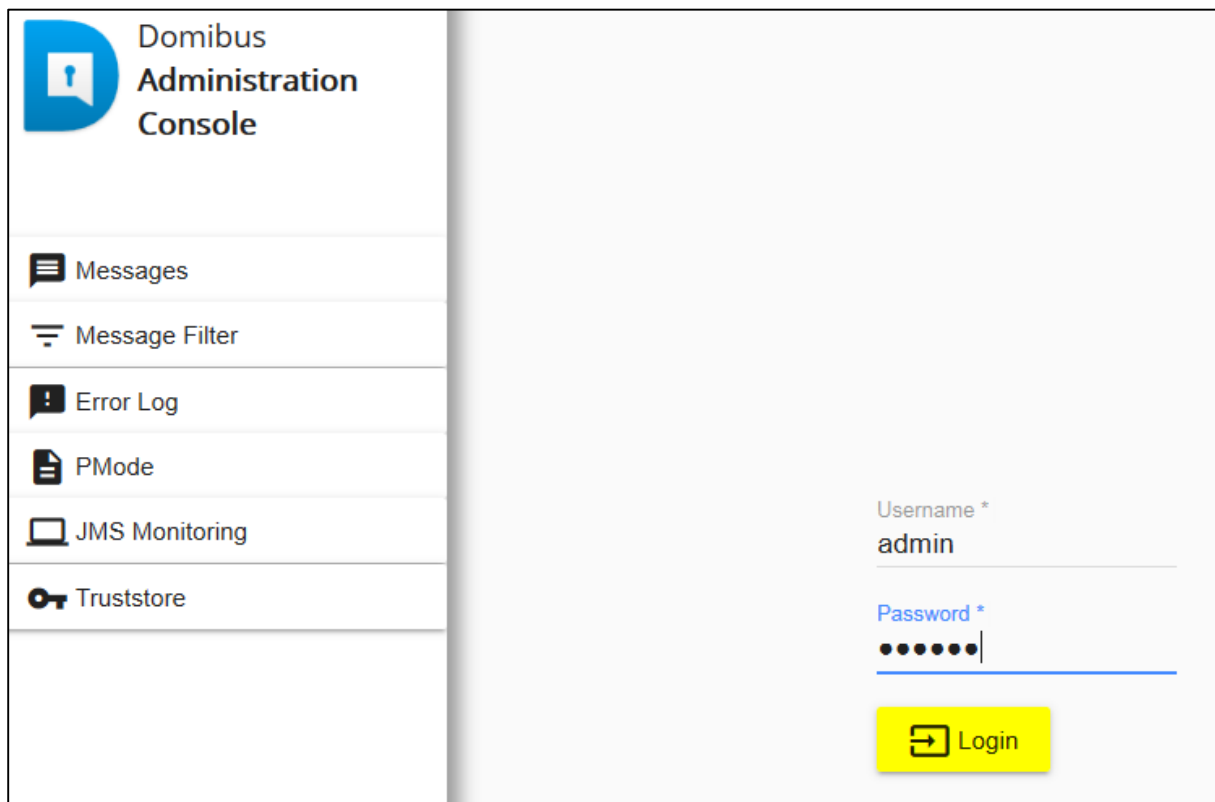 Domibus
Administration
Console
Messages
Message Filter
Error Log
PMode
JMS Monitoring
Truststore
Username *
admin
Password *
••••••
Login